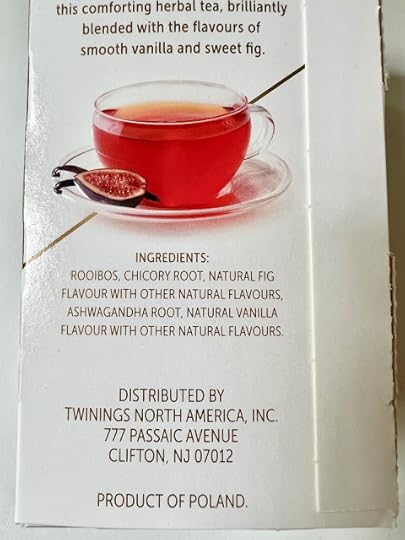 this comforting herbal tea, brilliantly
blended with the flavours of
smooth vanilla and sweet fig.
INGREDIENTS:
ROOIBOS, CHICORY ROOT, NATURAL FIG
FLAVOUR WITH OTHER NATURAL FLAVOURS,
ASHWAGANDHA ROOT, NATURAL VANILLA
FLAVOUR WITH OTHER NATURAL FLAVOURS.
DISTRIBUTED BY
TWININGS NORTH AMERICA, INC.
777 PASSAIC AVENUE
CLIFTON, NJ 07012
PRODUCT OF POLAND.